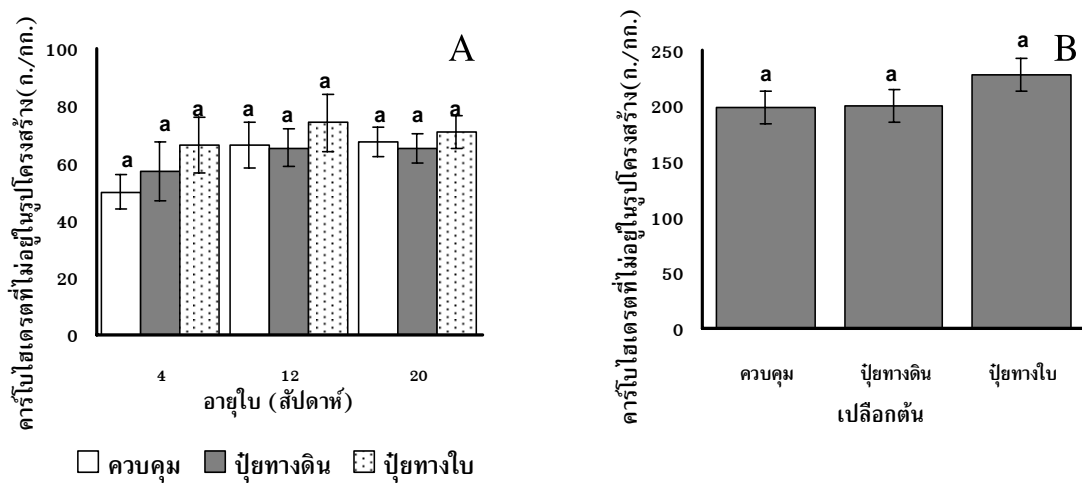 คาร์โบไฮเดรตที่ไม่อยู่ในรูปโครงสร้าง(ก./กก.)
100
80
60
40
20
0
A
a a a a a a a a a
4 12 20
อายุใบ (สัปดาห์)
ควบคุม ปุ๋ยทางดิน ปุ๋ยทางใบ
คาร์โบไฮเดรตที่ไม่อยู่ในรูปโครงสร้าง(ก./กก.)
250
200
150
100
50
0
B
a a a
ควบคุม ปุ๋ยทางดิน ปุ๋ยทางใบ
เปลือกต้น